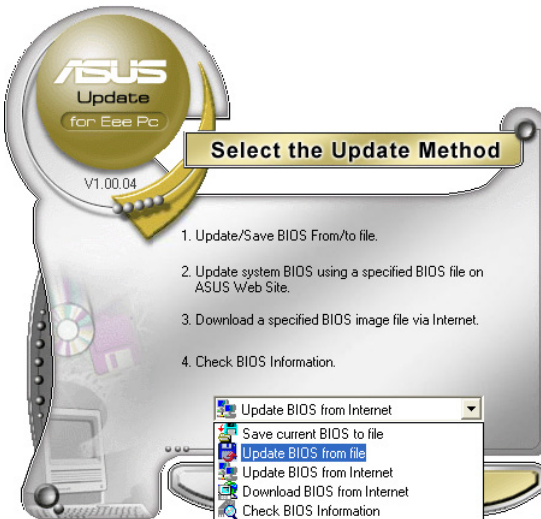 ASUS
Update
for Eee Pc
Select the Update Method
V1.00.04
1. Update/Save BIOS From/to file.
2. Update system BIOS using a specified BIOS file on
ASUS Web Site.
3. Download a specified BIOS image file via Internet.
4. Check BIOS Information.
Update BIOS from Internet
Save current BIOS to file
Update BIOS from file
Update BIOS from Internet
Download BIOS from Internet
Check BIOS Information